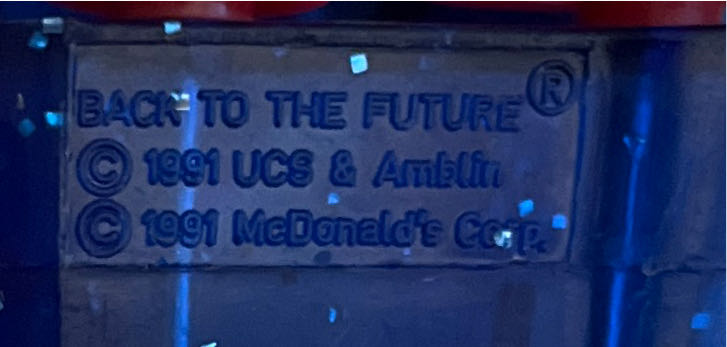 BACK TO THE FUTURE®
© 1991 UCS & Amblin
© 1991 McDonald's Corp.